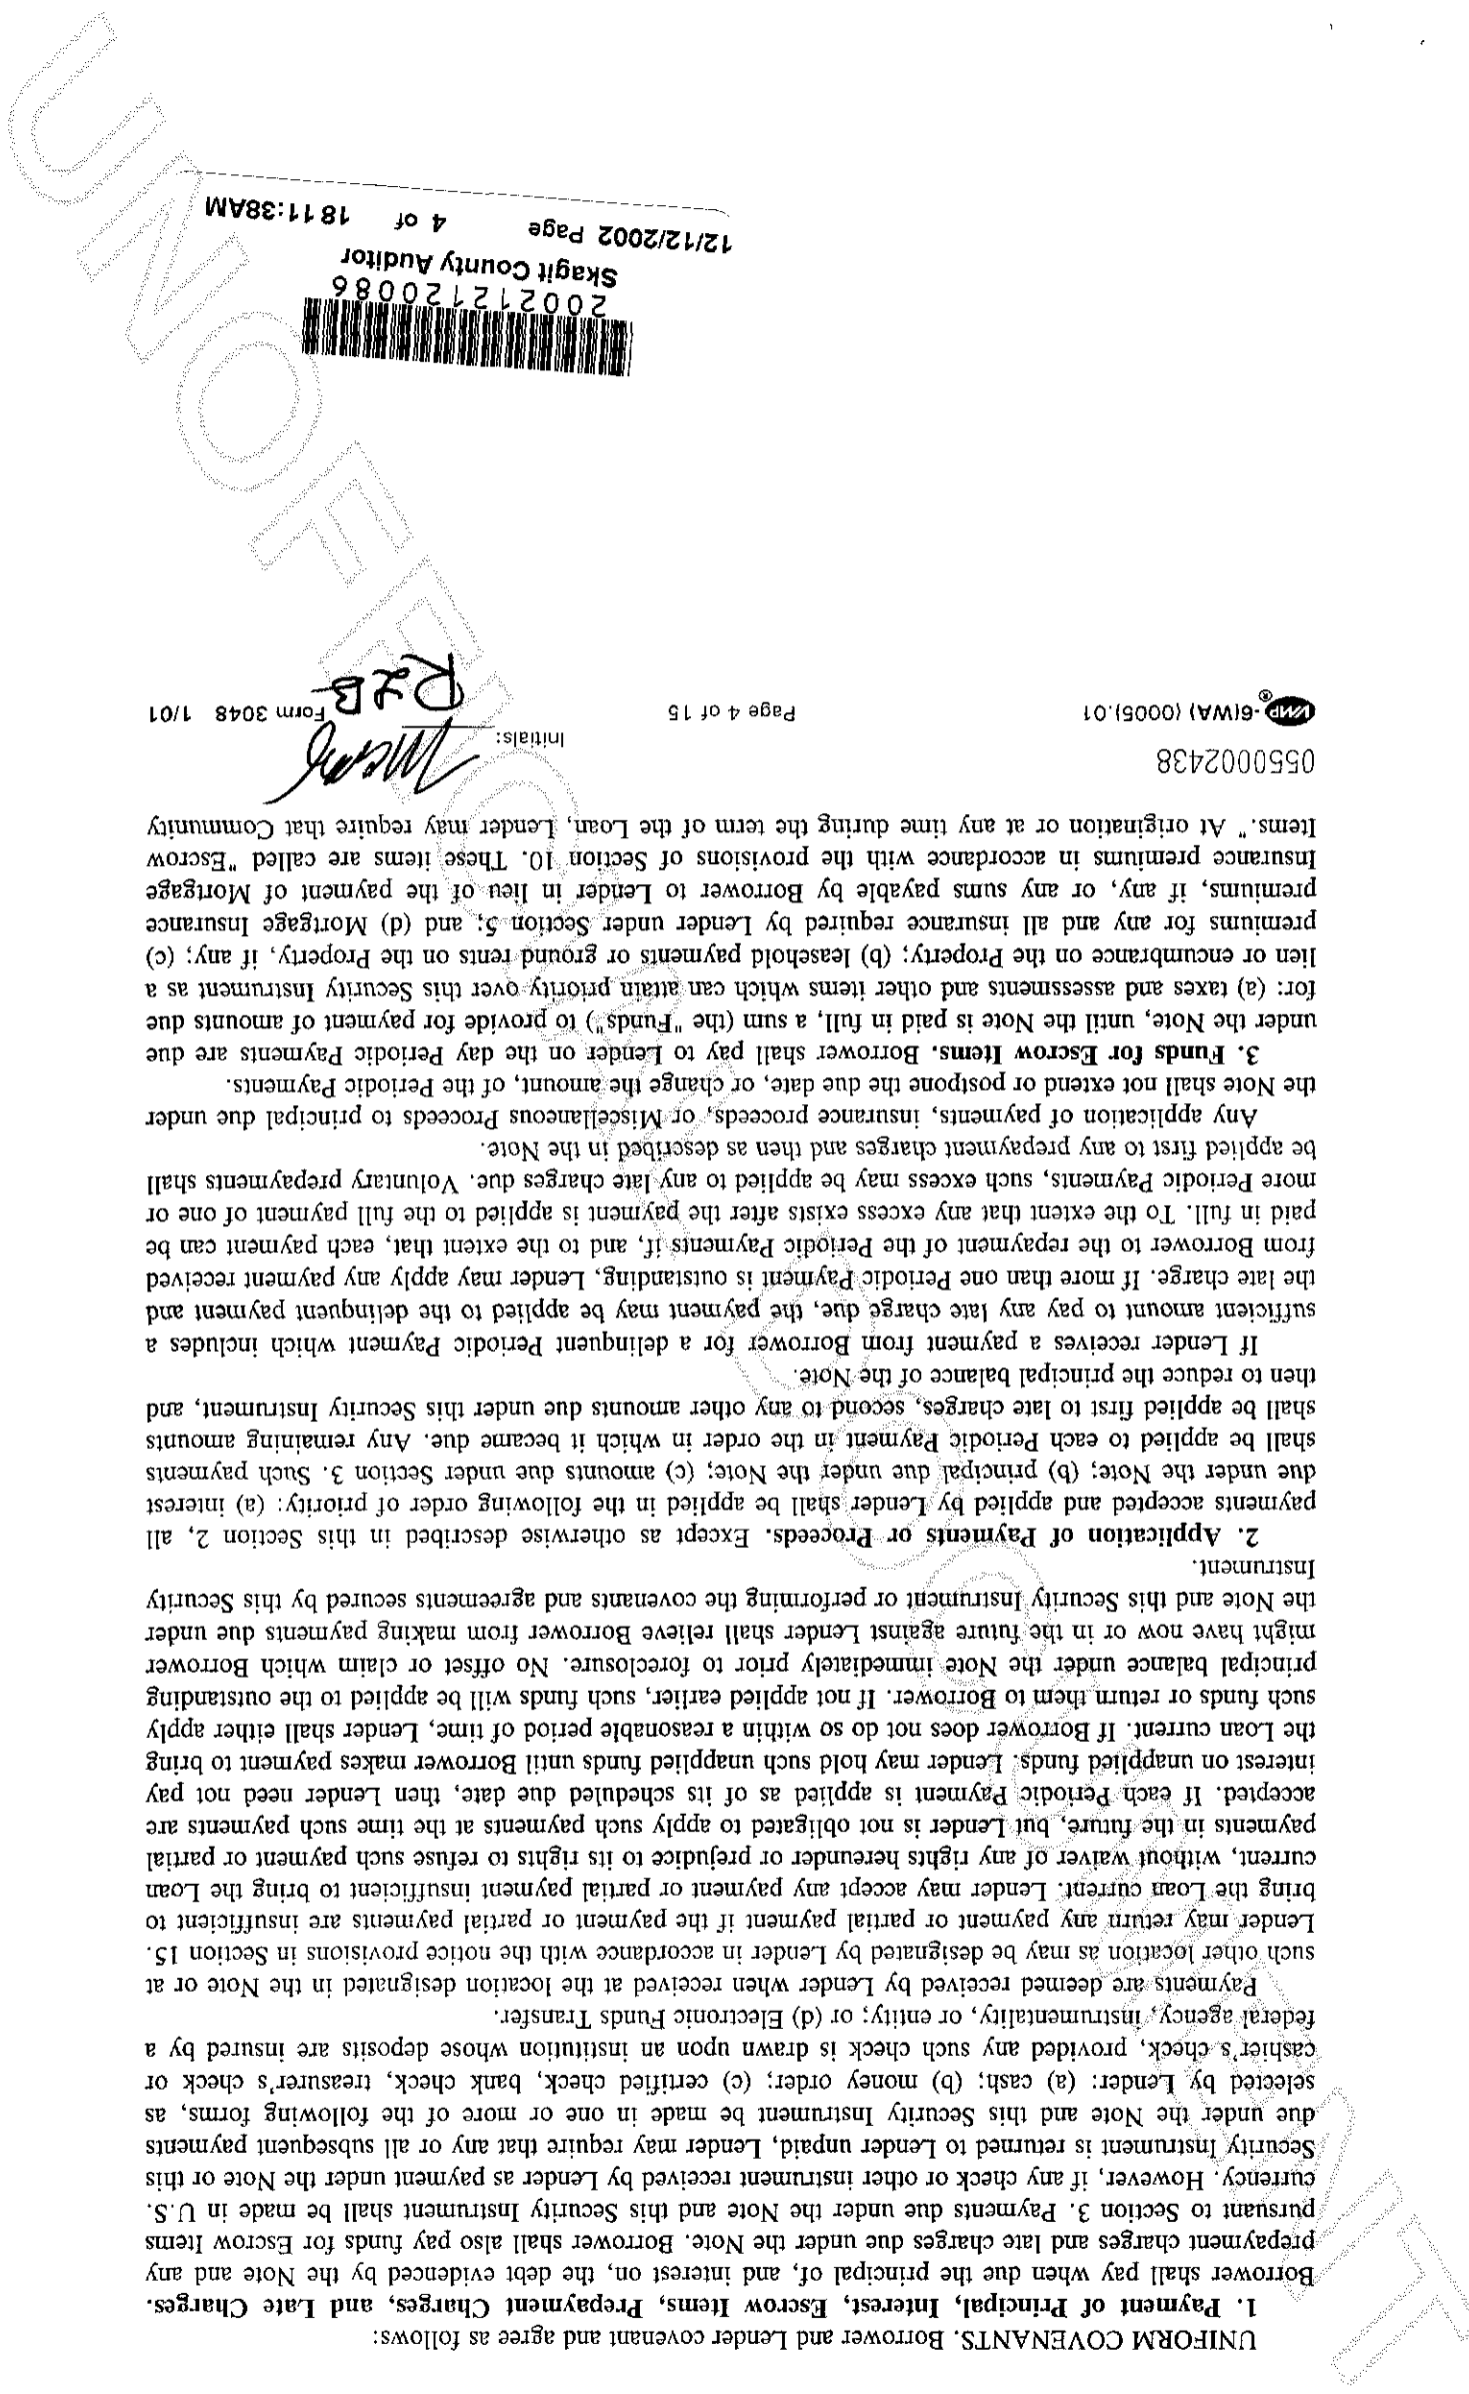 UNIFORM COVENANTS. Borrower and Lender covenant and agree as follows:
1. Payment of Principal, Interest, Escrow Items, Prepayment Charges, and Late Charges.
Borrower shall pay when due the principal of, and interest on, the debt evidenced by the Note and any
prepayment charges and late charges due under the Note. Borrower shall also pay funds for Escrow Items
pursuant to Section 3. Payments due under the Note and this Security Instrument shall be made in U.S.
currency. However, if any check or other instrument received by Lender as payment under the Note or this
Security Instrument is returned to Lender unpaid, Lender may require that any or all subsequent payments
due under the Note and this Security Instrument be made in one or more of the following forms, as
selected by Lender: (a) cash; (b) money order; (c) certified check, bank check, treasurer's check or
cashier's check, provided any such check is drawn upon an institution whose deposits are insured by a
federal agency, instrumentality, or entity; or (d) Electronic Funds Transfer.
Payments are deemed received by Lender when received at the location designated in the Note or at
such other location as may be designated by Lender in accordance with the notice provisions in Section 15.
Lender may return any payment or partial payment if the payment or partial payments are insufficient to
bring the Loan current. Lender may accept any payment or partial payment insufficient to bring the Loan
current, without waiver of any rights hereunder or prejudice to its rights to refuse such payment or partial
payments in the future, but Lender is not obligated to apply such payments at the time such payments are
accepted. If each Periodic Payment is applied as of its scheduled due date, then Lender need not pay
interest on unapplied funds. Lender may hold such unapplied funds until Borrower makes payment to bring
the Loan current. If Borrower does not do so within a reasonable period of time, Lender shall either apply
such funds or return them to Borrower. If not applied earlier, such funds will be applied to the outstanding
principal balance under the Note immediately prior to foreclosure. No offset or claim which Borrower
might have now or in the future against Lender shall relieve Borrower from making payments due under
the Note and this Security Instrument or performing the covenants and agreements secured by this Security
Instrument.
2. Application of Payments or Proceeds. Except as otherwise described in this Section 2, all
payments accepted and applied by Lender shall be applied in the following order of priority: (a) interest
due under the Note; (b) principal due under the Note; (c) amounts due under Section 3. Such payments
shall be applied to each Periodic Payment in the order in which it became due. Any remaining amounts
shall be applied first to late charges, second to any other amounts due under this Security Instrument, and
then to reduce the principal balance of the Note.
If Lender receives a payment from Borrower for a delinquent Periodic Payment which includes a
sufficient amount to pay any late charge due, the payment may be applied to the delinquent payment and
the late charge. If more than one Periodic Payment is outstanding, Lender may apply any payment received
from Borrower to the repayment of the Periodic Payments if, and to the extent that, each payment can be
paid in full. To the extent that any excess exists after the payment is applied to the full payment of one or
more Periodic Payments, such excess may be applied to any late charges due. Voluntary prepayments shall
be applied first to any prepayment charges and then as described in the Note.
Any application of payments, insurance proceeds, or Miscellaneous Proceeds to principal due under
the Note shall not extend or postpone the due date, or change the amount, of the Periodic Payments.
3. Funds for Escrow Items. Borrower shall pay to Lender on the day Periodic Payments are due
under the Note, until the Note is paid in full, a sum (the "Funds") to provide for payment of amounts due
for: (a) taxes and assessments and other items which can attain priority over this Security Instrument as a
lien or encumbrance on the Property; (b) leasehold payments or ground rents on the Property, if any; (c)
premiums for any and all insurance required by Lender under Section 5; and (d) Mortgage Insurance
premiums, if any, or any sums payable by Borrower to Lender in lieu of the payment of Mortgage
Insurance premiums in accordance with the provisions of Section 10. These items are called "Escrow
Items." At origination or at any time during the term of the Loan, Lender may require that Community
0550002438
Initials:
VMP®-6(WA) (0005).01 Page 4 of 15 RLB Form 3048 1/01
200212120086
Skagit County Auditor
12/12/2002 Page 4 of 18 11:38AM
UNOFFICIAL DOCUMENT